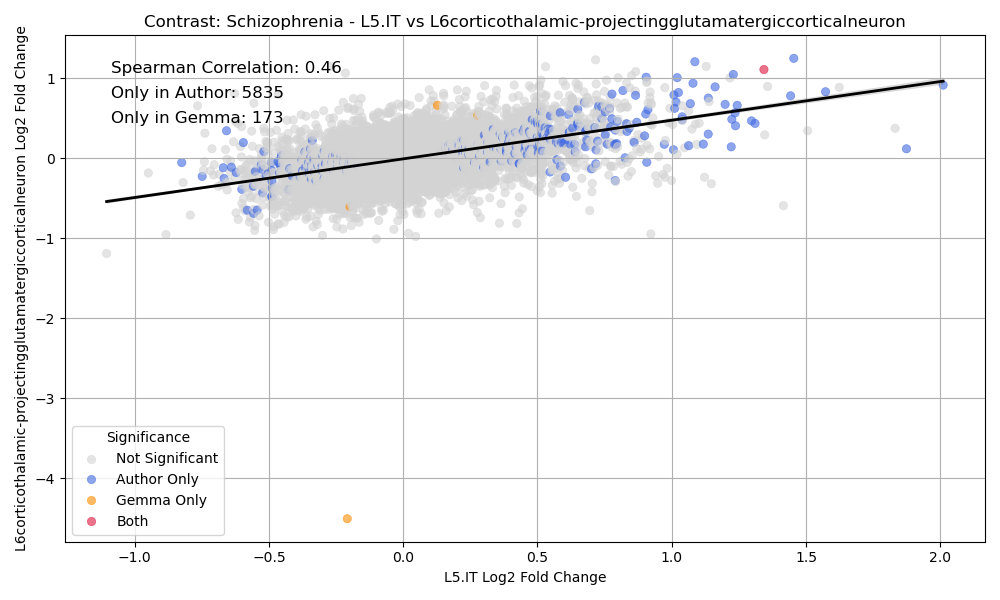 Contrast: Schizophrenia - L5.IT vs L6corticothalamic-projectingglutamatergiccorticalneuron
Spearman Correlation: 0.46
Only in Author: 5835
Only in Gemma: 173
L6corticothalamic-projectingglutamatergiccorticalneuron Log2 Fold Change
1
0
−1
−2
−3
−4
Significance
Not Significant
Author Only
Gemma Only
Both
−1.0
−0.5
0.0
0.5
1.0
1.5
2.0
L5.IT Log2 Fold Change